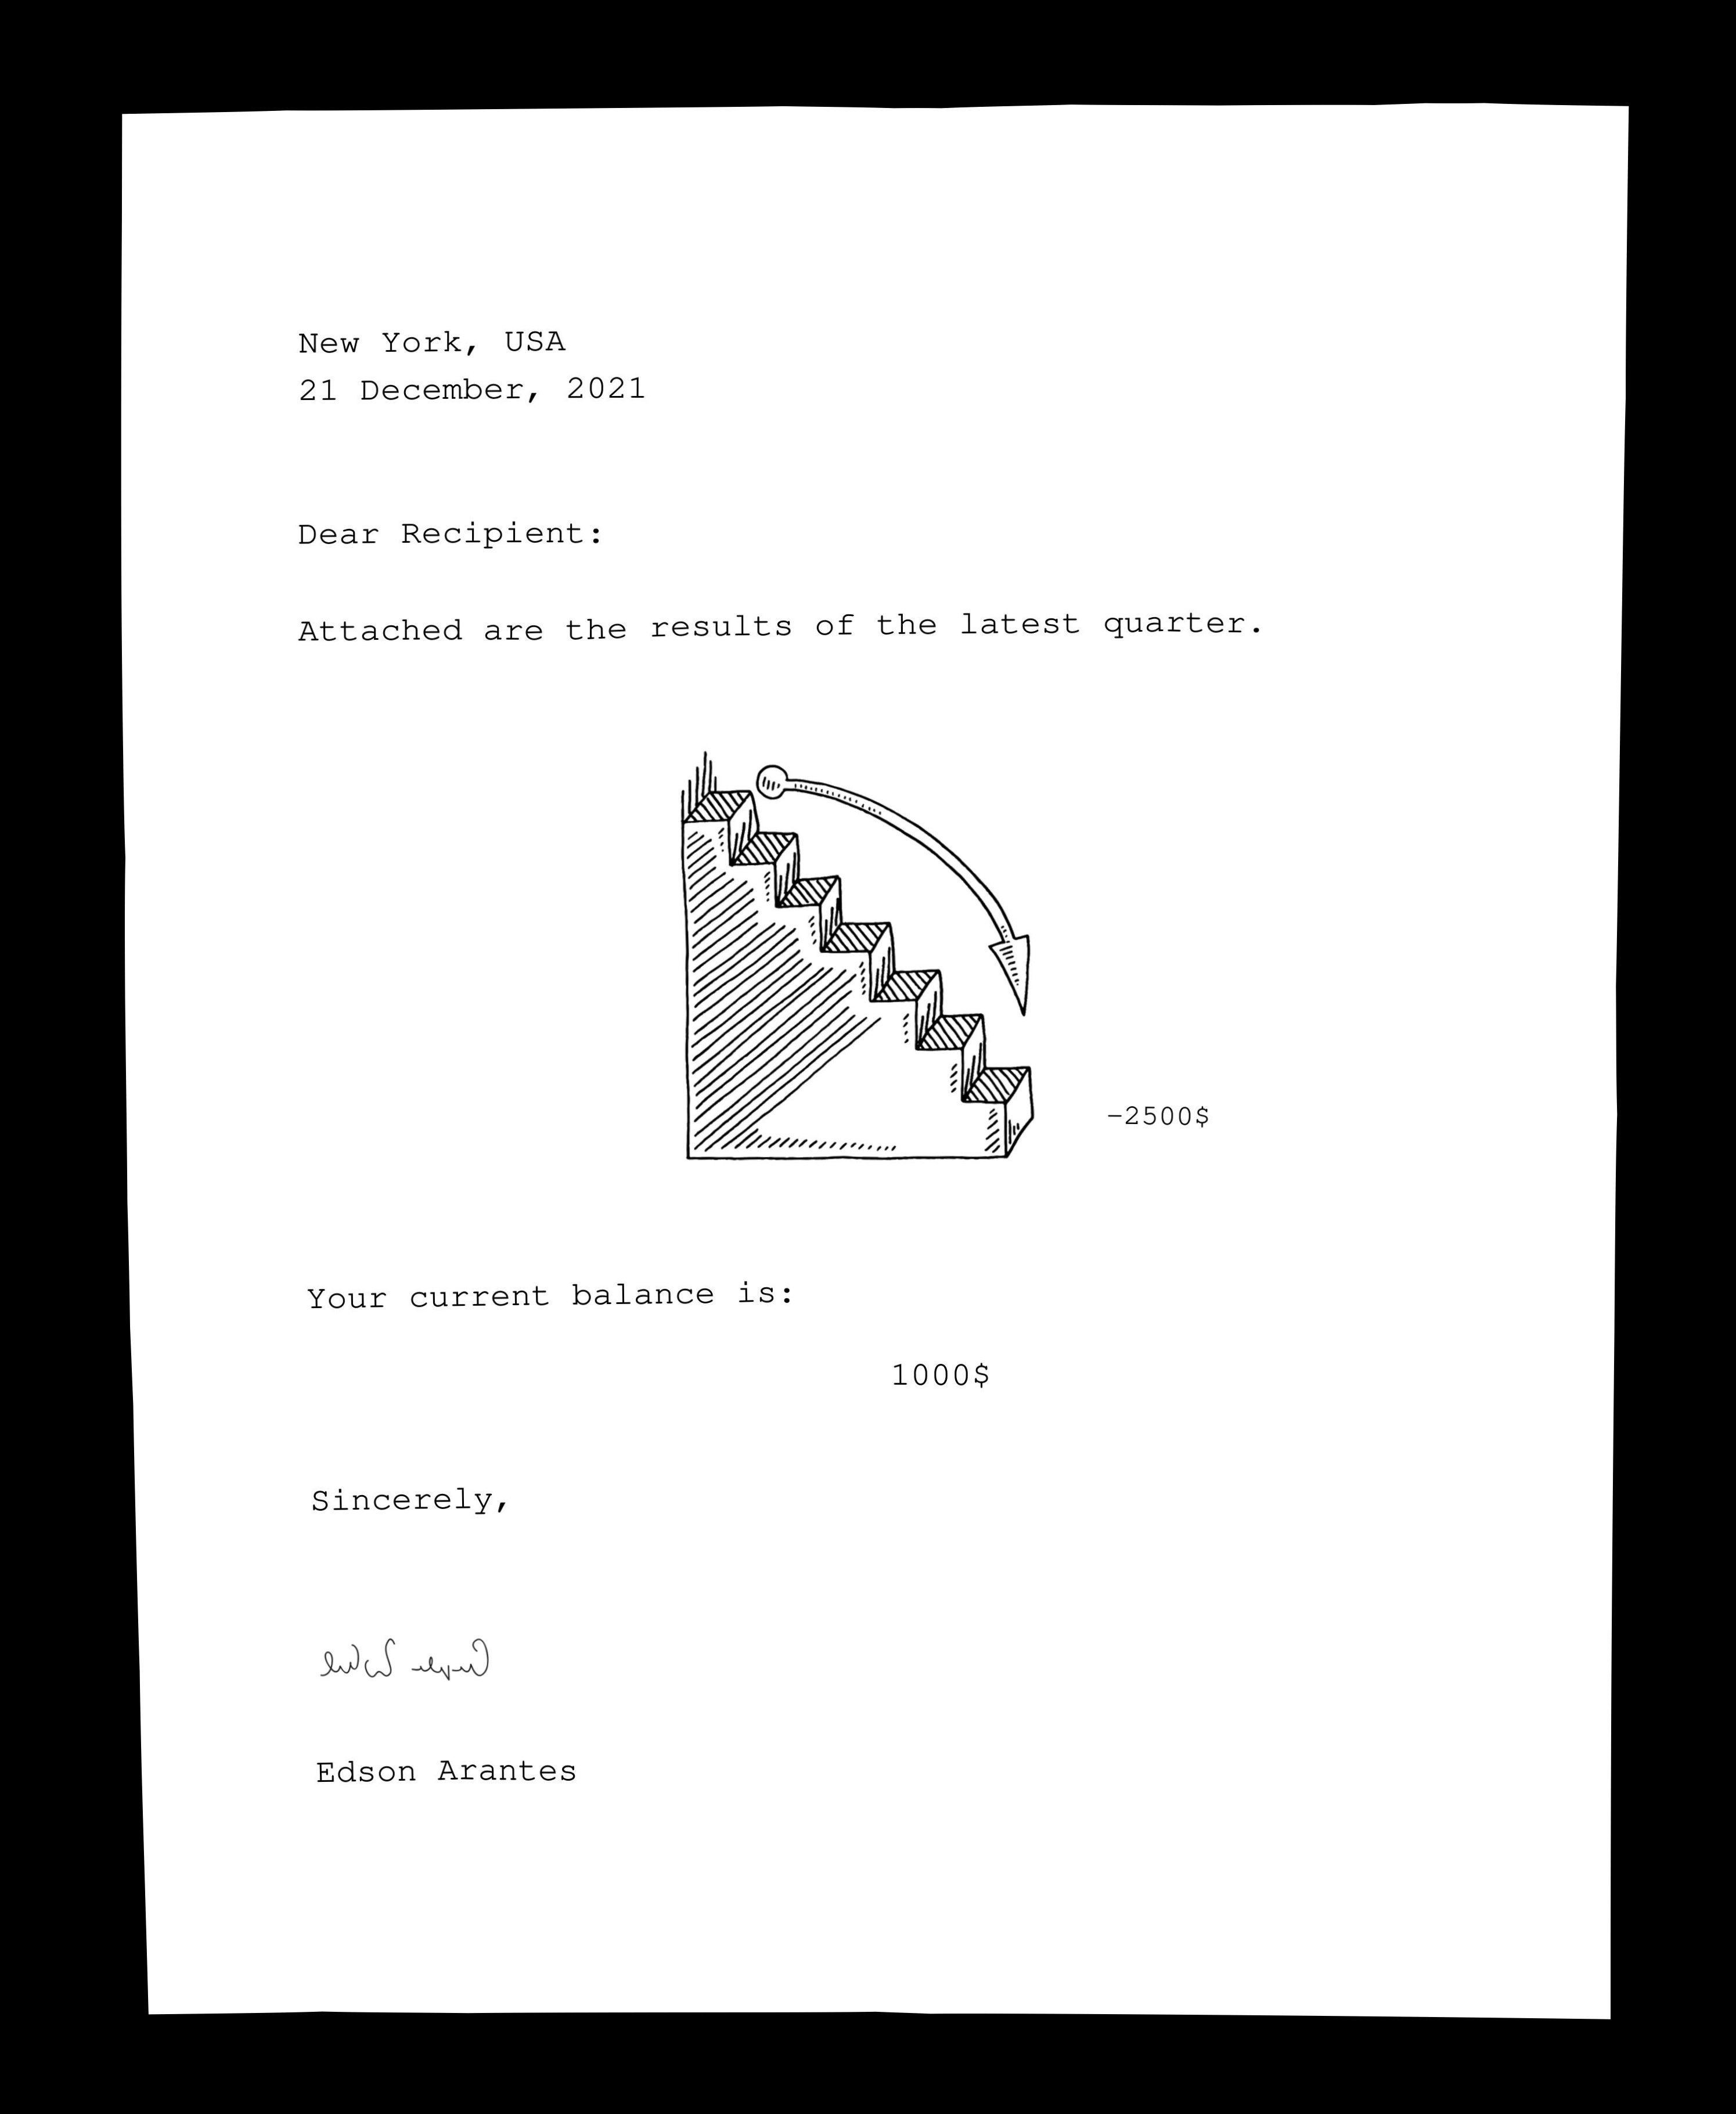 New York, USA
21 December, 2021
Dear Recipient:
Attached are the results of the latest quarter.
-2500$
Your current balance is:
1000$
Sincerely,
Edson Arantes